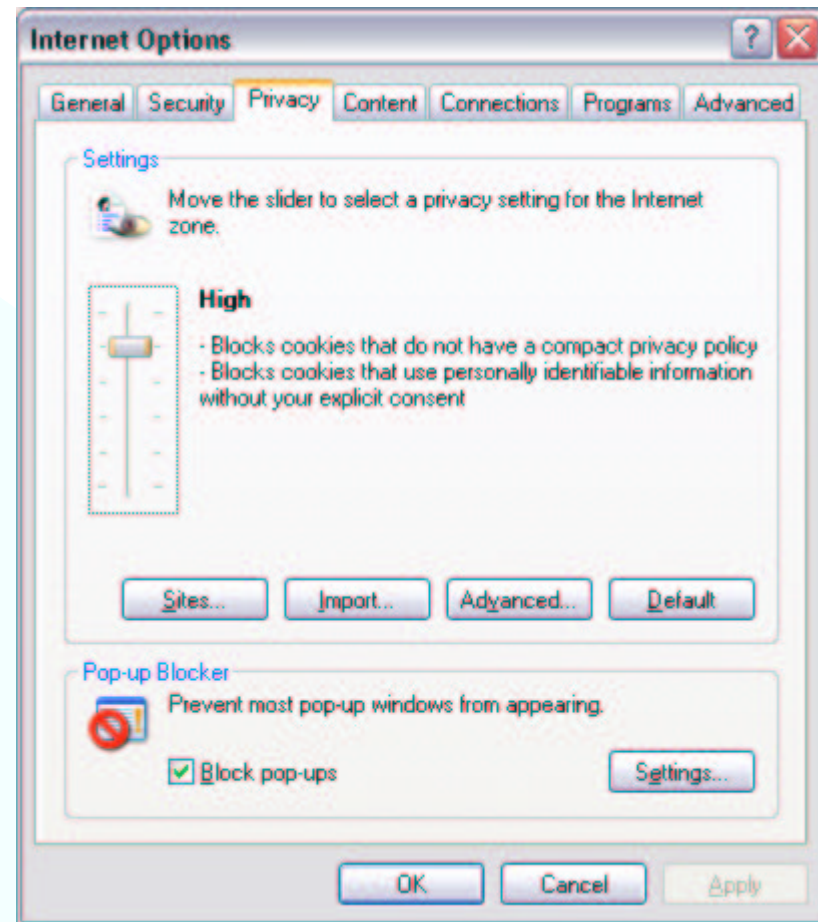 Internet Options
?
General Security Privacy Content Connections Programs Advanced
Settings
Move the slider to select a privacy setting for the Internet
zone.
High
- Blocks cookies that do not have a compact privacy policy
- Blocks cookies that use personally identifiable information
without your explicit consent
Sites... Import... Advanced... Default
Pop-up Blocker
Prevent most pop-up windows from appearing.
Block pop-ups
Settings...
OK Cancel Apply